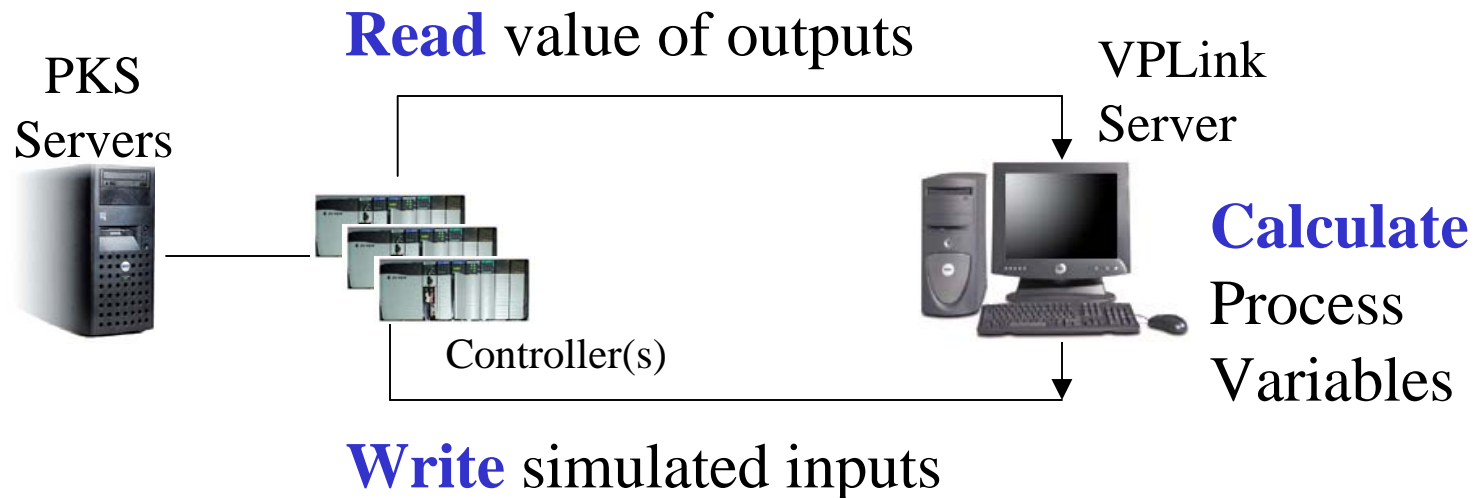 Read value of outputs
PKS
Servers
VPLink
Server
Calculate
Process
Variables
Controller(s)
Write simulated inputs